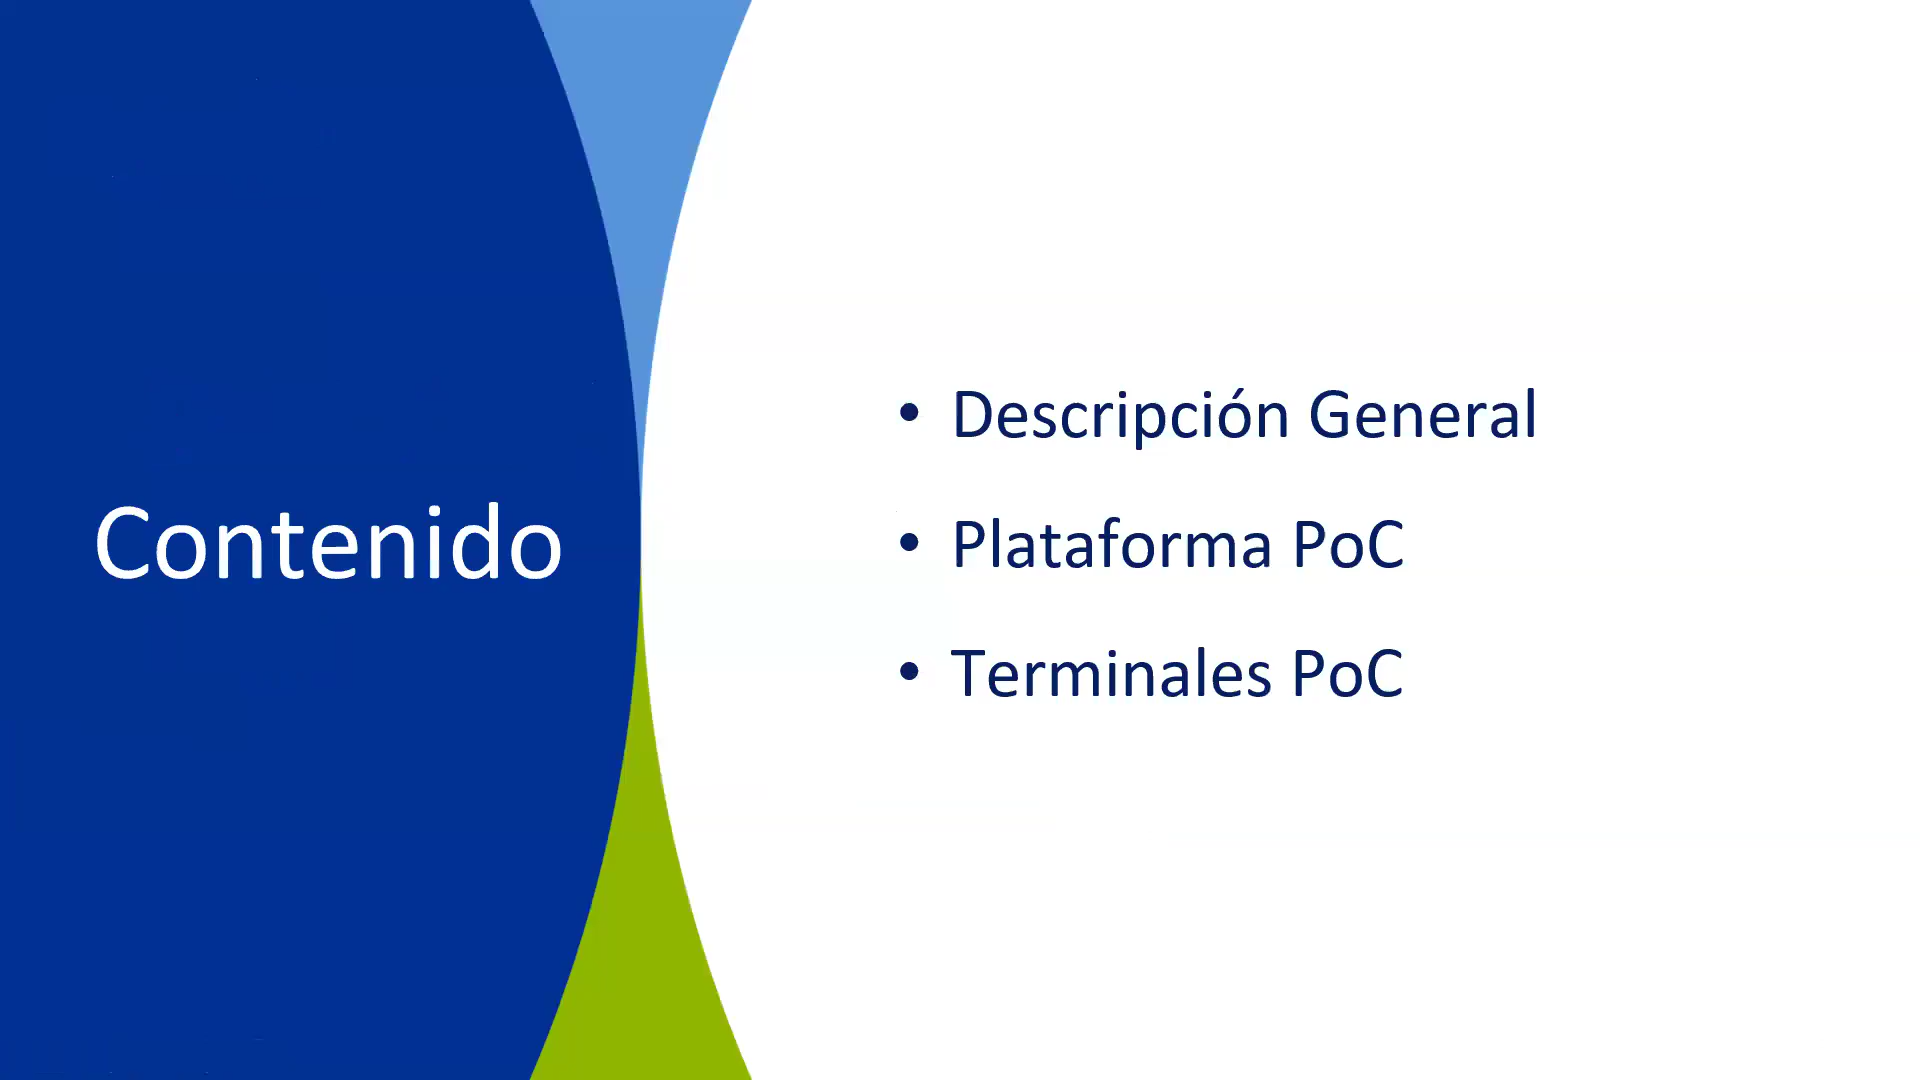 Contenido
• Descripción General
• Plataforma PoC
• Terminales PoC